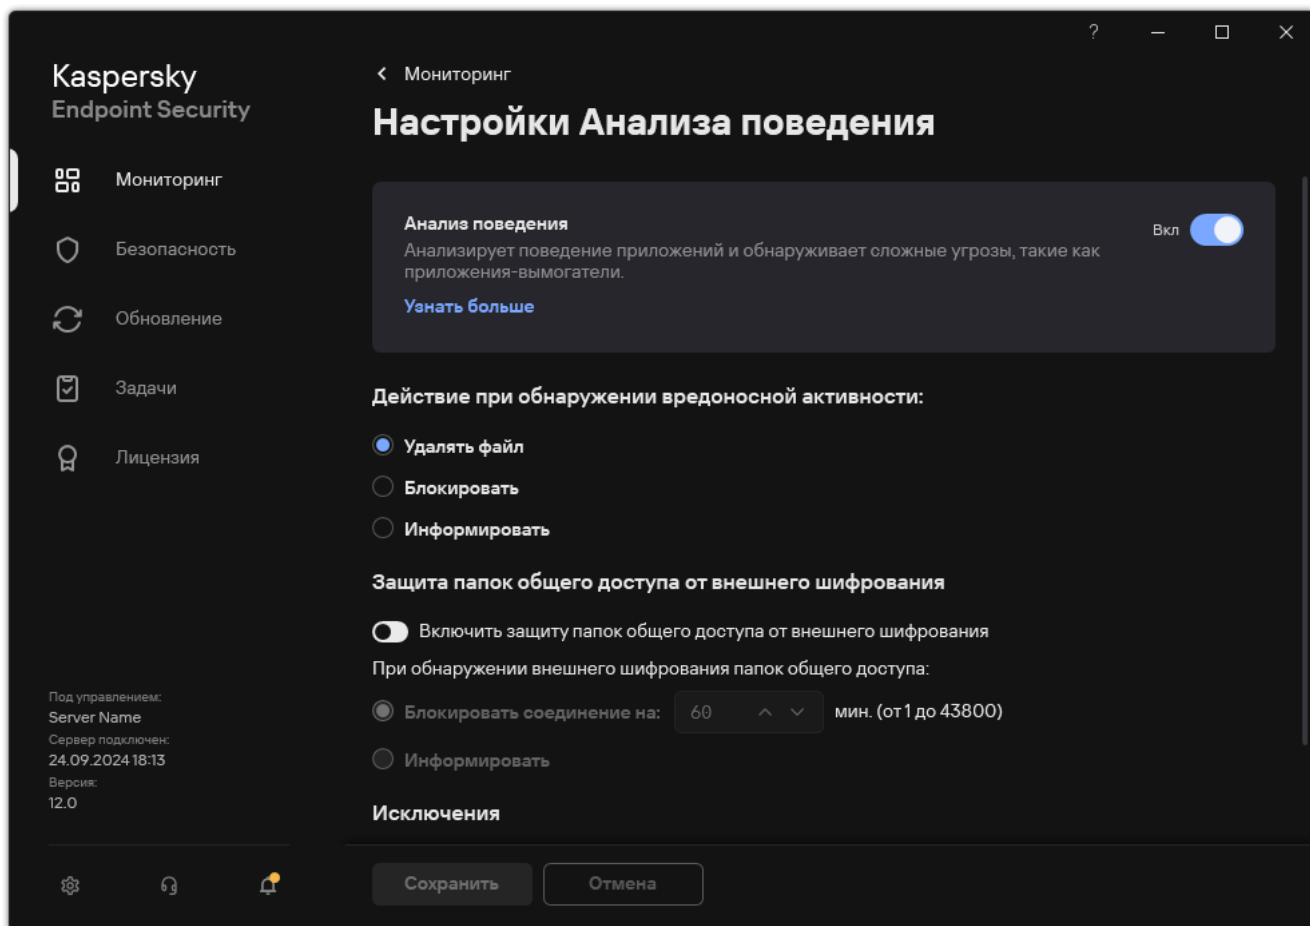 ?
Kaspersky
Endpoint Security
Мониторинг
Безопасность
Обновление
Задачи
Лицензия
Под управлением:
Server Name
Сервер подключен:
24.09.2024 18:13
Версия:
12.0
Мониторинг
Настройки Анализа поведения
Анализ поведения
Анализирует поведение приложений и обнаруживает сложные угрозы, такие как
приложения-вымогатели.
Узнать больше
Вкл
Действие при обнаружении вредоносной активности:
Удалять файл
Блокировать
Информировать
Защита папок общего доступа от внешнего шифрования
Включить защиту папок общего доступа от внешнего шифрования
При обнаружении внешнего шифрования папок общего доступа:
Блокировать соединение на: 60 мин. (от 1 до 43800)
Информировать
Исключения
Сохранить
Отмена